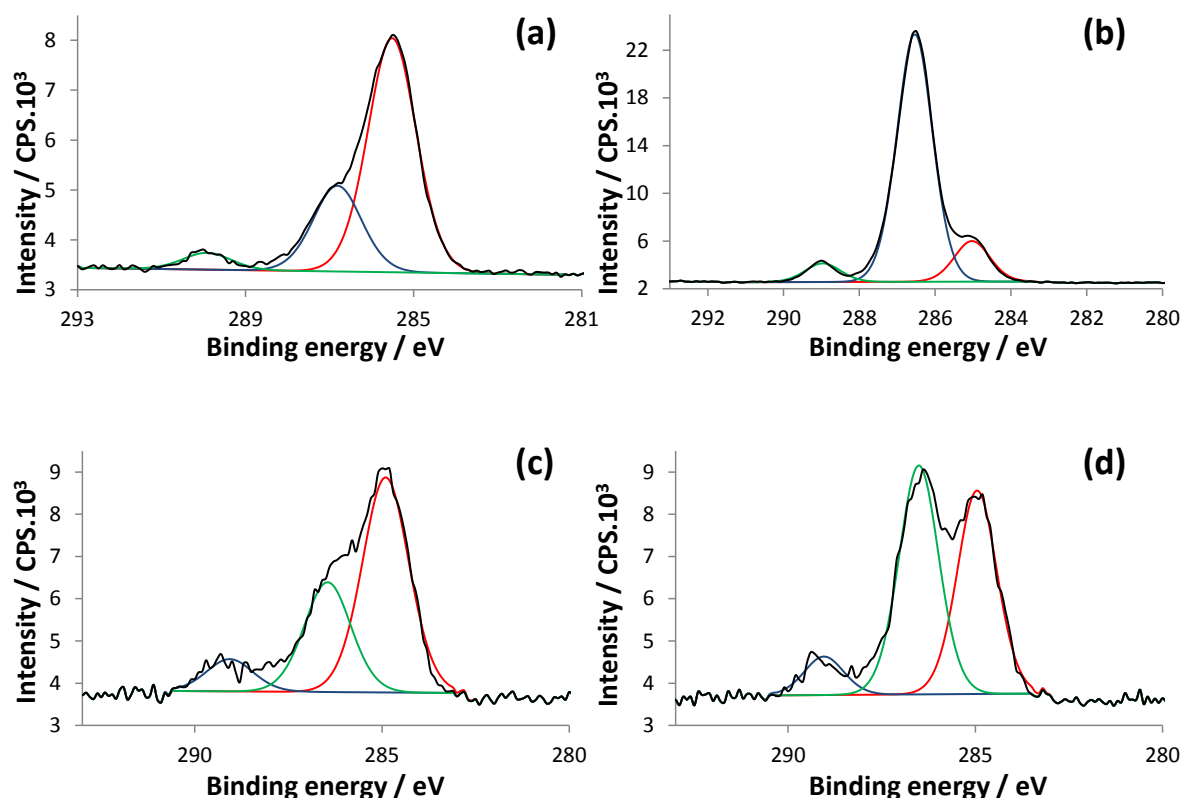 (a)
Intensity / CPS.10³
8
7
5
4
3
293 289 285 281
Binding energy / eV
(b)
Intensity / CPS.10³
22
18
14
10
6
2
292 290 288 286 284 282 280
Binding energy / eV
(c)
Intensity / CPS.10³
9
8
7
6
5
4
3
290 285 280
Binding energy / eV
(d)
Intensity / CPS.10³
9
8
7
6
5
4
3
290 285 280
Binding energy / eV